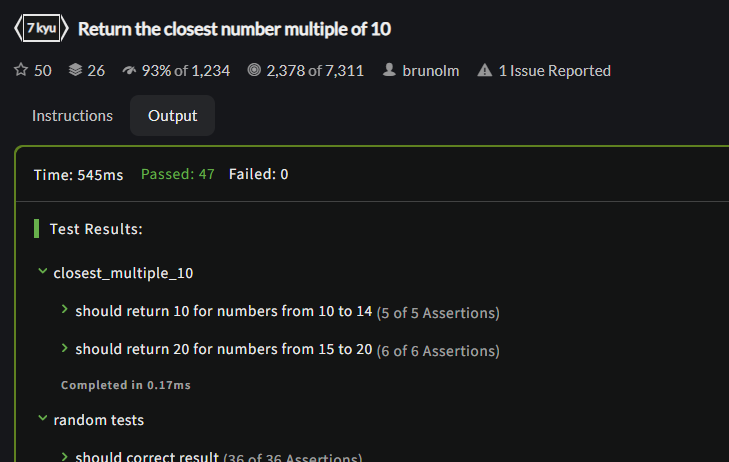 7 kyu Return the closest number multiple of 10
50 26 93% of 1,234 2,378 of 7,311 brunolm 1 Issue Reported
Instructions Output
Time: 545ms Passed: 47 Failed: 0
Test Results:
closest_multiple_10
should return 10 for numbers from 10 to 14 (5 of 5 Assertions)
should return 20 for numbers from 15 to 20 (6 of 6 Assertions)
Completed in 0.17ms
random tests
should correct result (36 of 36 Assertions)